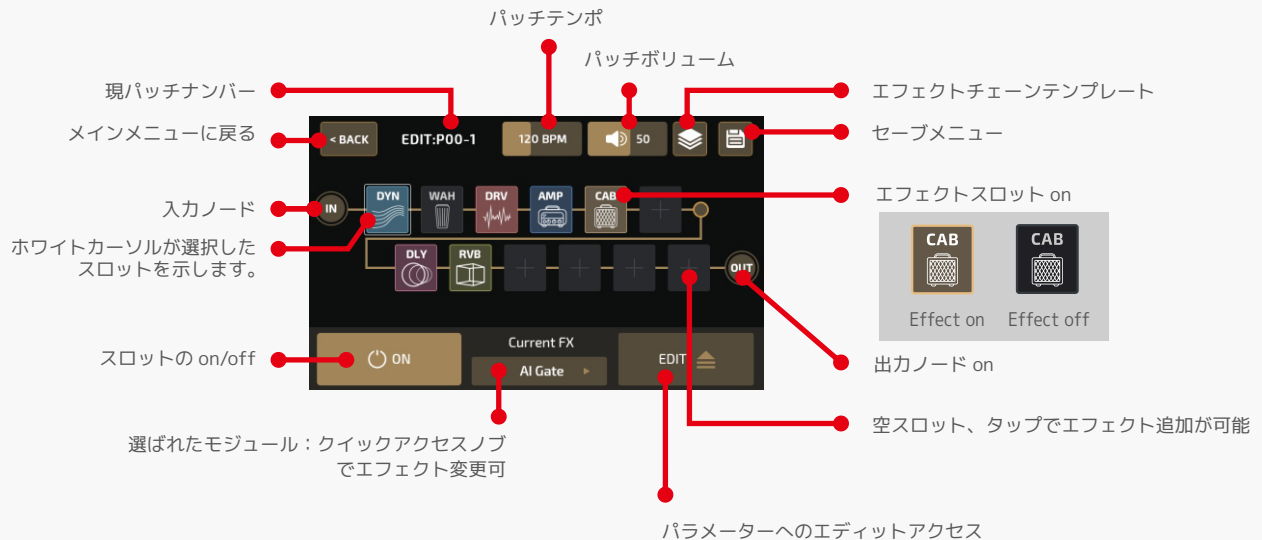 パッチテンポ
パッチボリューム
現パッチナンバー
エフェクトチェーンテンプレート
メインメニューに戻る
セーブメニュー
< BACK
EDIT:P00-1
120 BPM
50
入力ノード
エフェクトスロット on
IN
DYN
WAH
DRV
AMP
CAB
ホワイトカーソルが選択した
スロットを示します。
DLY
RVB
OUT
CAB
CAB
Effect on
Effect off
スロットの on/off
ON
Current FX
AI Gate
EDIT
出力ノード on
空スロット、タップでエフェクト追加が可能
選ばれたモジュール：クイックアクセスノブ
でエフェクト変更可
パラメーターへのエディットアクセス